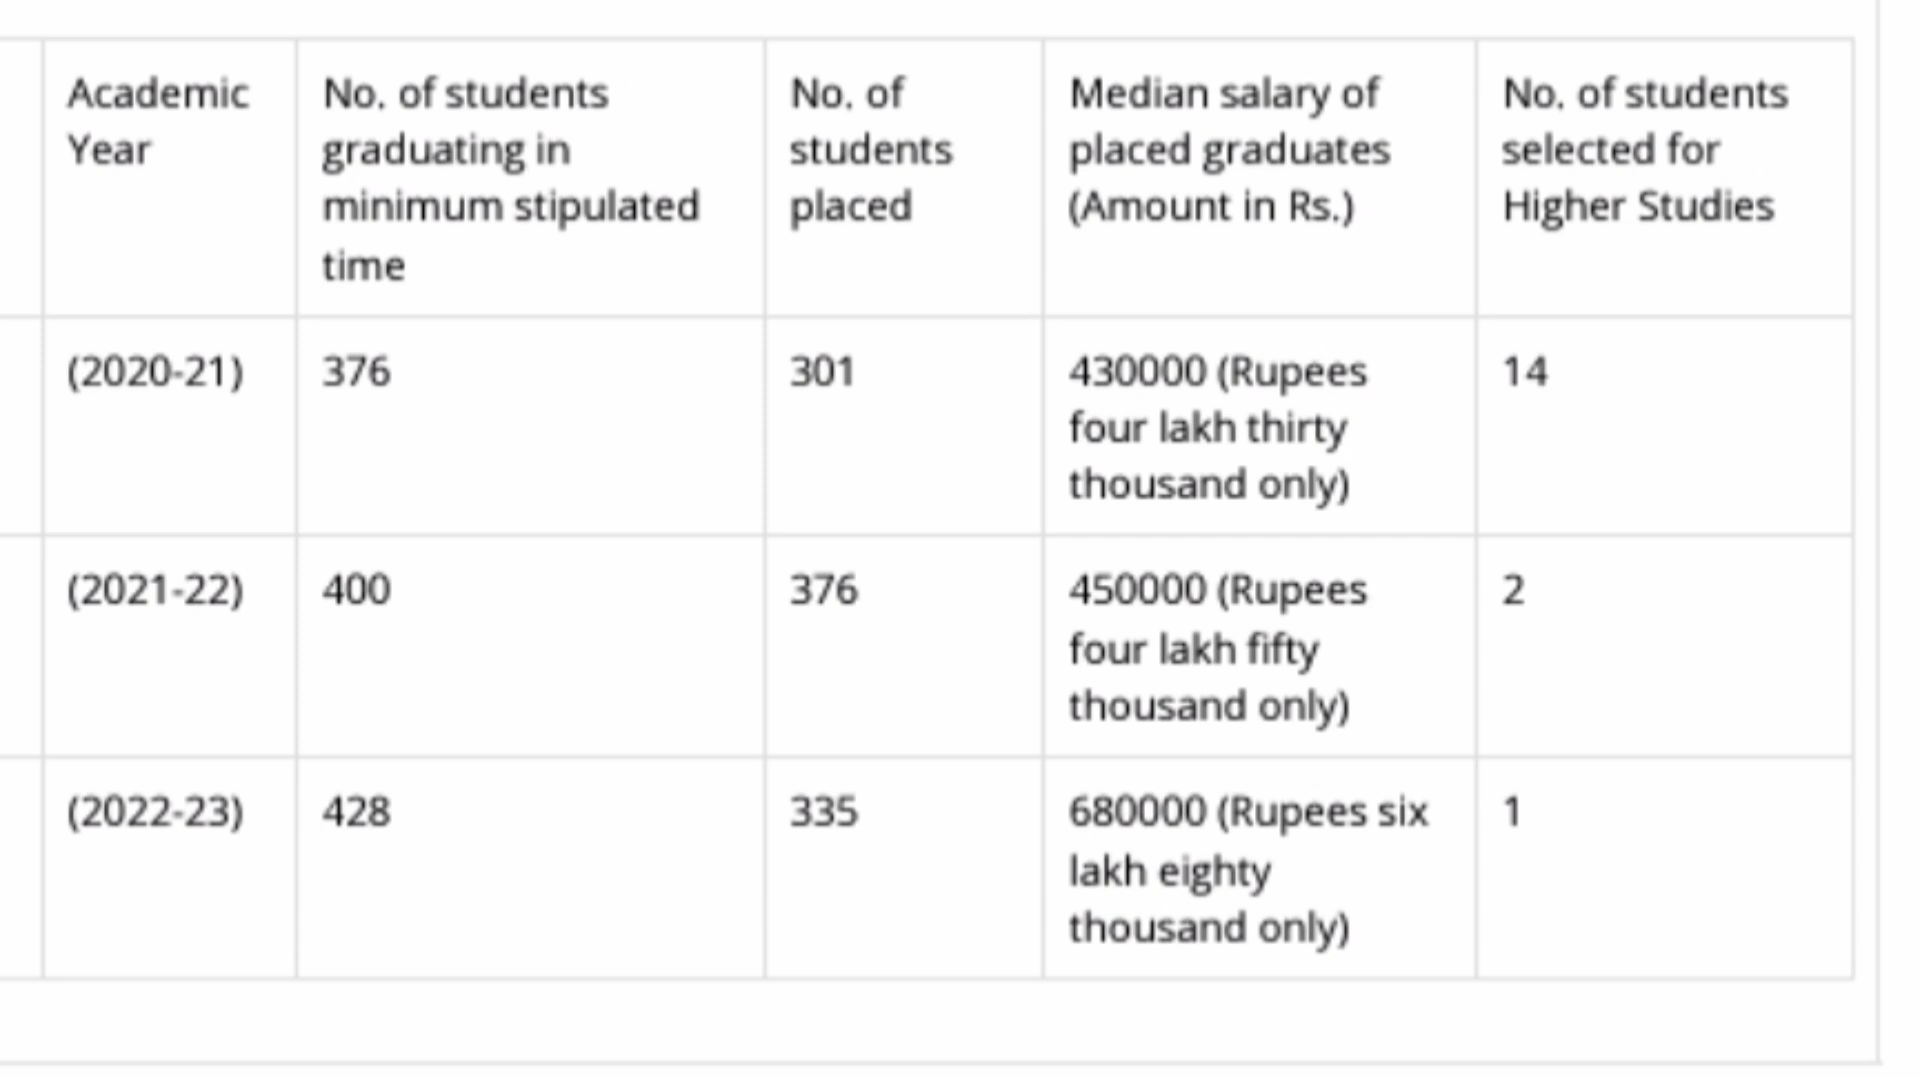 Academic
Year
No. of students
graduating in
minimum stipulated
time
No. of
students
placed
Median salary of
placed graduates
(Amount in Rs.)
No. of students
selected for
Higher Studies
(2020-21)
376
301
430000 (Rupees
four lakh thirty
thousand only)
14
(2021-22)
400
376
450000 (Rupees
four lakh fifty
thousand only)
2
(2022-23)
428
335
680000 (Rupees six
lakh eighty
thousand only)
1